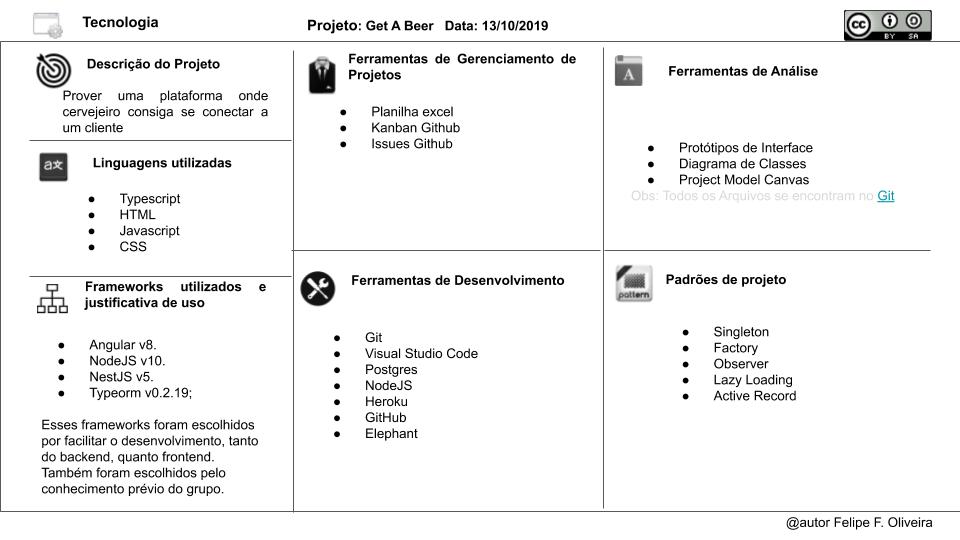 Tecnologia
Projeto: Get A Beer Data: 13/10/2019
cc
BY SA
Descrição do Projeto
Prover uma plataforma onde
cervejeiro consiga se conectar a
um cliente
Linguagens utilizadas
● Typescript
● HTML
● Javascript
● CSS
Frameworks utilizados e
justificativa de uso
● Angular v8.
● NodeJS v10.
● NestJS v5.
● Typeorm v0.2.19;
Esses frameworks foram escolhidos
por facilitar o desenvolvimento, tanto
do backend, quanto frontend.
Também foram escolhidos pelo
conhecimento prévio do grupo.
Ferramentas de Gerenciamento de
Projetos
● Planilha excel
● Kanban Github
● Issues Github
Ferramentas de Desenvolvimento
● Git
● Visual Studio Code
● Postgres
● NodeJS
● Heroku
● GitHub
● Elephant
A
Ferramentas de Análise
● Protótipos de Interface
● Diagrama de Classes
● Project Model Canvas
Obs: Todos os Arquivos se encontram no Git
pattern
Padrões de projeto
● Singleton
● Factory
● Observer
● Lazy Loading
● Active Record
@autor Felipe F. Oliveira